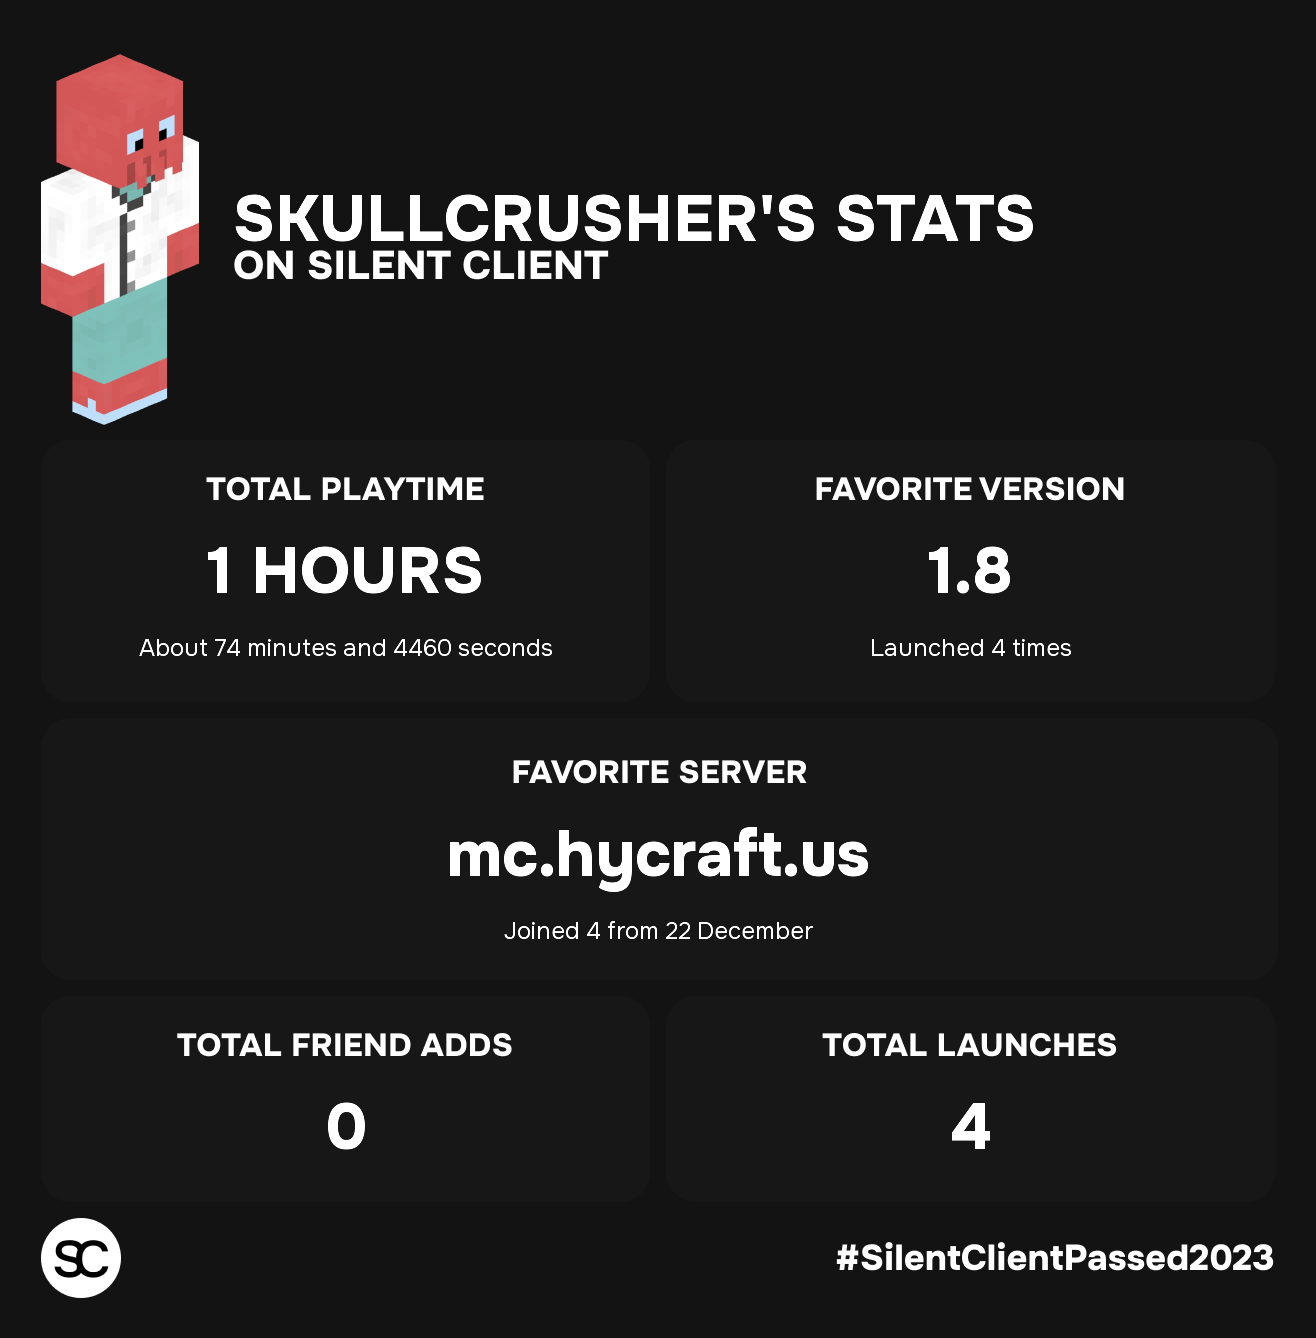 SKULLCRUSHER'S STATS
ON SILENT CLIENT
TOTAL PLAYTIME
1 HOURS
About 74 minutes and 4460 seconds
FAVORITE VERSION
1.8
Launched 4 times
FAVORITE SERVER
mc.hycraft.us
Joined 4 from 22 December
TOTAL FRIEND ADDS
0
TOTAL LAUNCHES
4
SC
#SilentClientPassed2023